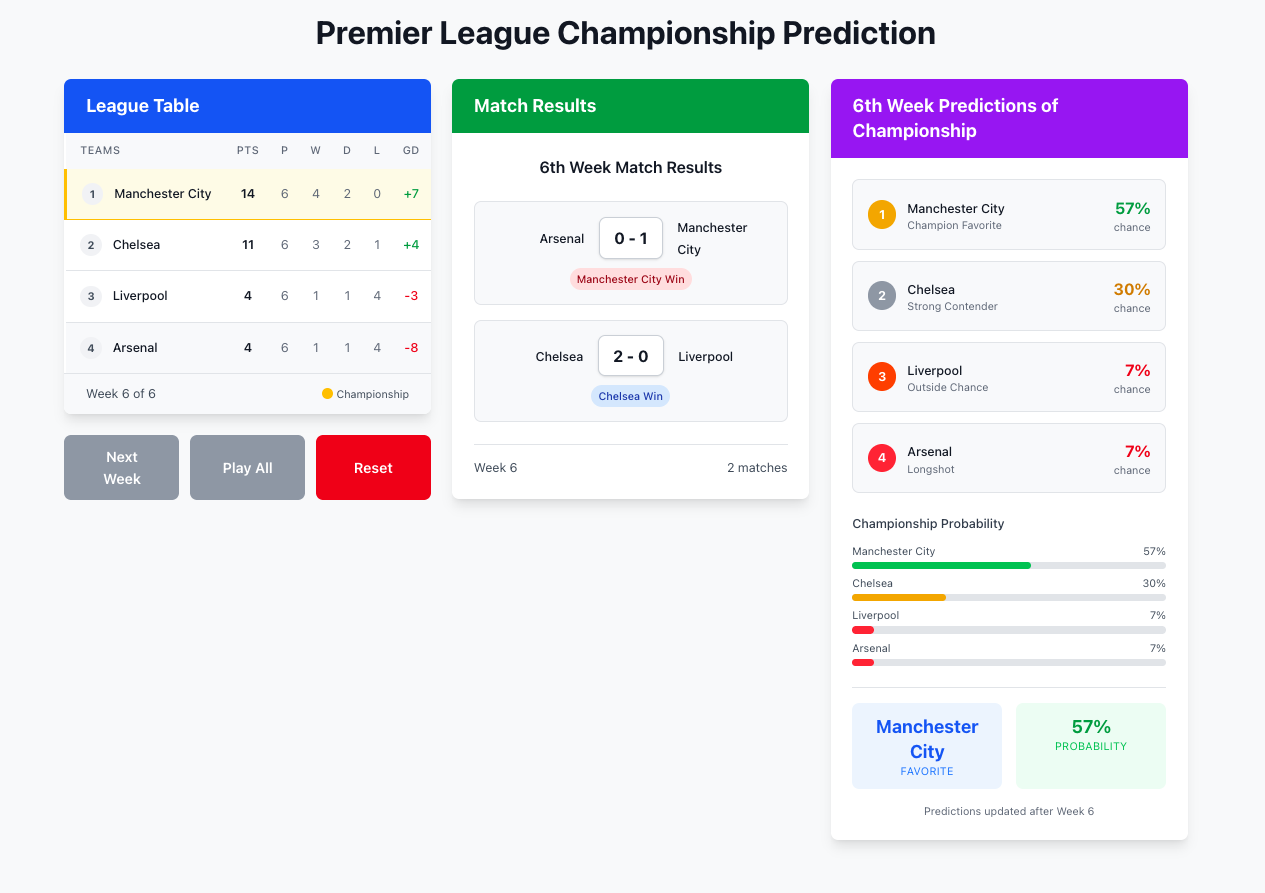 Premier League Championship Prediction
League Table
TEAMS PTS P W D L GD
1 Manchester City 14 6 4 2 0 +7
2 Chelsea 11 6 3 2 1 +4
3 Liverpool 4 6 1 1 4 -3
4 Arsenal 4 6 1 1 4 -8
Week 6 of 6 Championship
Next
Week
Play All
Reset
Match Results
6th Week Match Results
Arsenal 0 - 1 Manchester
City
Manchester City Win
Chelsea 2 - 0 Liverpool
Chelsea Win
Week 6 2 matches
6th Week Predictions of
Championship
1 Manchester City 57%
Champion Favorite chance
2 Chelsea 30%
Strong Contender chance
3 Liverpool 7%
Outside Chance chance
4 Arsenal 7%
Longshot chance
Championship Probability
Manchester City 57%
Chelsea 30%
Liverpool 7%
Arsenal 7%
Manchester
City
FAVORITE
57%
PROBABILITY
Predictions updated after Week 6